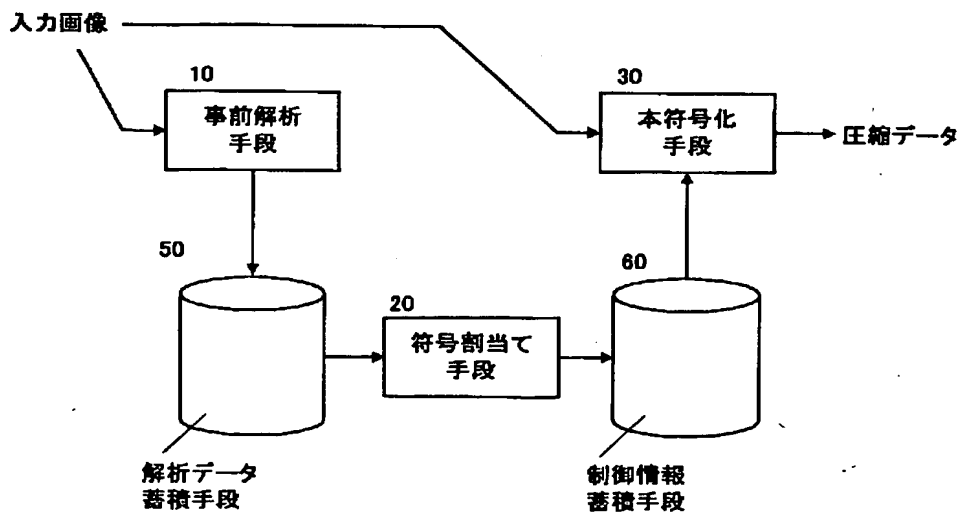 入力画像
10
事前解析
手段
30
本符号化
手段
圧縮データ
50
20
符号割当て
手段
60
解析データ
蓄積手段
制御情報
蓄積手段